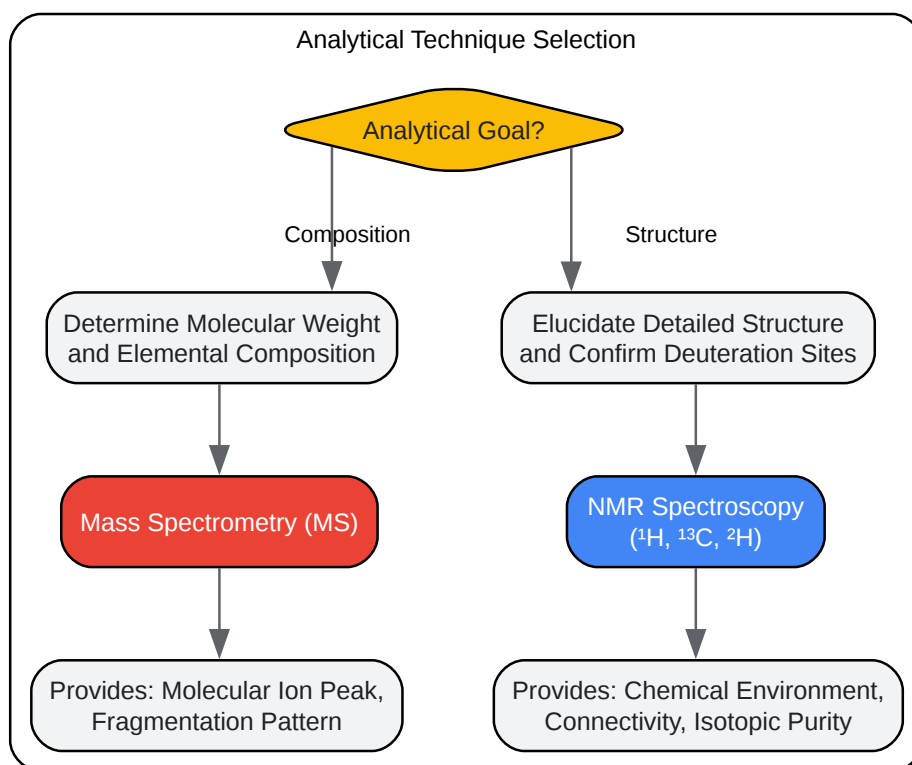 Analytical Technique Selection
Analytical Goal?
Composition
Structure
Determine Molecular Weight
and Elemental Composition
Elucidate Detailed Structure
and Confirm Deuteration Sites
Mass Spectrometry (MS)
NMR Spectroscopy
(¹H, ¹³C, ²H)
Provides: Molecular Ion Peak,
Fragmentation Pattern
Provides: Chemical Environment,
Connectivity, Isotopic Purity